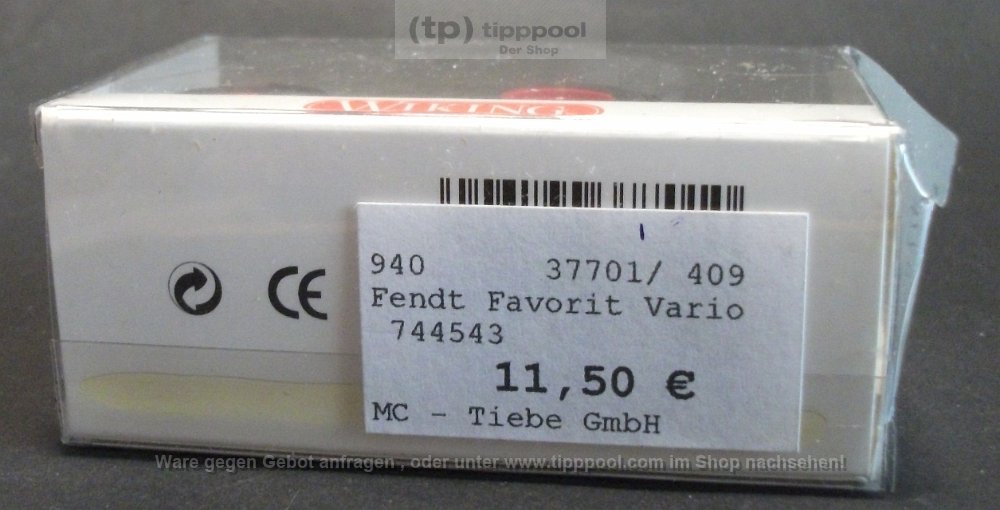 (tp) tipppool
Der Shop
WIKING
CE
940 37701/ 409
Fendt Favorit Vario
744543
11,50 €
MC - Tiebe GmbH
Ware gegen Gebot anfragen , oder unter www.tipppool.com im Shop nachsehen!